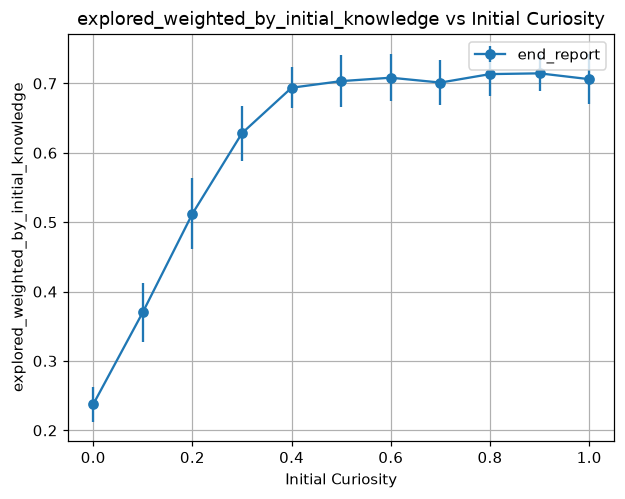 explored_weighted_by_initial_knowledge vs Initial Curiosity
end_report
explored_weighted_by_initial_knowledge
0.7
0.6
0.5
0.4
0.3
0.2
0.0 0.2 0.4 0.6 0.8 1.0
Initial Curiosity